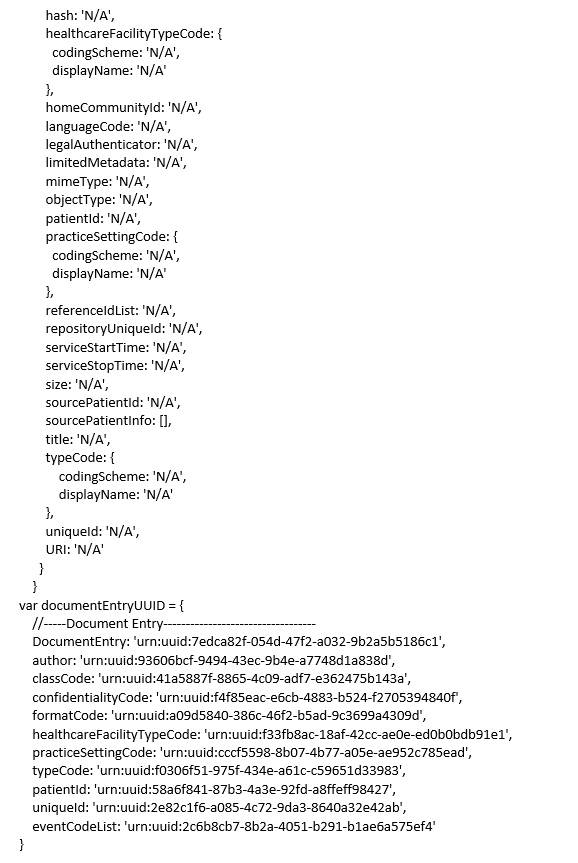 hash: 'N/A',
healthcareFacilityTypeCode: {
codingScheme: 'N/A',
displayName: 'N/A'
},
homeCommunityId: 'N/A',
languageCode: 'N/A',
legalAuthenticator: 'N/A',
limitedMetadata: 'N/A',
mimeType: 'N/A',
objectType: 'N/A',
patientId: 'N/A',
practiceSettingCode: {
codingScheme: 'N/A',
displayName: 'N/A'
},
referenceIdList: 'N/A',
repositoryUniqueId: 'N/A',
serviceStartTime: 'N/A',
serviceStopTime: 'N/A',
size: 'N/A',
sourcePatientId: 'N/A',
sourcePatientInfo: [],
title: 'N/A',
typeCode: {
codingScheme: 'N/A',
displayName: 'N/A'
},
uniqueId: 'N/A',
URI: 'N/A'
}
}
var documentEntryUUID = {
//-----Document Entry----------------------------------
DocumentEntry: 'urn:uuid:7edca82f-054d-47f2-a032-9b2a5b5186c1',
author: 'urn:uuid:93606bcf-9494-43ec-9b4e-a7748d1a838d',
classCode: 'urn:uuid:41a5887f-8865-4c09-adf7-e362475b143a',
confidentialityCode: 'urn:uuid:f4f85eac-e6cb-4883-b524-f2705394840f',
formatCode: 'urn:uuid:a09d5840-386c-46f2-b5ad-9c3699a4309d',
healthcareFacilityTypeCode: 'urn:uuid:f33fb8ac-18af-42cc-ae0e-ed0b0bdb91e1',
practiceSettingCode: 'urn:uuid:cccf5598-8b07-4b77-a05e-ae952c785ead',
typeCode: 'urn:uuid:f0306f51-975f-434e-a61c-c59651d33983',
patientId: 'urn:uuid:58a6f841-87b3-4a3e-92fd-a8ffeff98427',
uniqueId: 'urn:uuid:2e82c1f6-a085-4c72-9da3-8640a32e42ab',
eventCodeList: 'urn:uuid:2c6b8cb7-8b2a-4051-b291-b1ae6a575ef4'
}